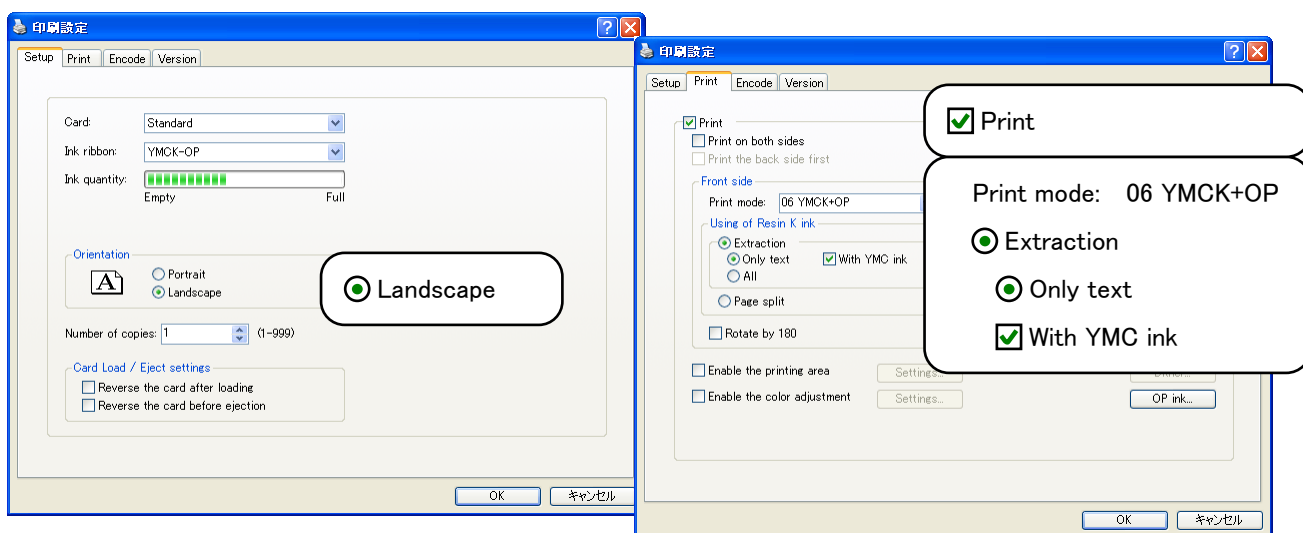 印刷設定
Setup Print Encode Version
Card: Standard
Ink ribbon: YMCK-OP
Ink quantity:
Empty Full
Orientation
A
Portrait
Landscape
Landscape
Number of copies: 1 (1-999)
Card Load / Eject settings
Reverse the card after loading
Reverse the card before ejection
OK キャンセル
印刷設定
Setup Print Encode Version
Print
Print on both sides
Print the back side first
Front side
Print mode: 06 YMCK+OP
Using of Resin K ink
Extraction
Only text With YMC ink
All
Page split
Rotate by 180
Enable the printing area Settings...
Enable the color adjustment Settings... OP ink...
OK キャンセル
Print
Print mode: 06 YMCK+OP
Extraction
Only text
With YMC ink